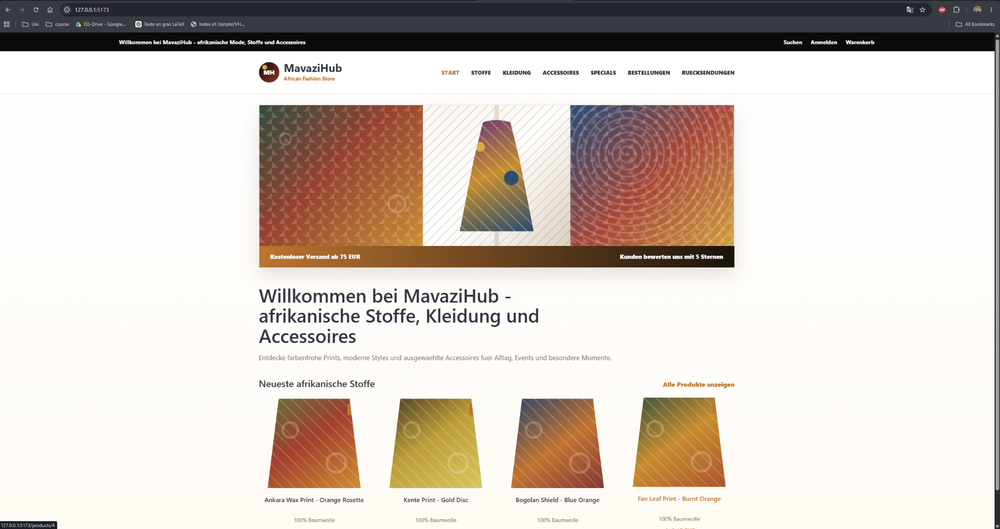 127.0.0.1:5173
ABP
Uni
course
ISS-Drive - Google...
Texte en gras LaTeX
Index of /skripte/VH...
All Bookmarks
Willkommen bei MavaziHub - afrikanische Mode, Stoffe und Accessoires
Suchen
Anmelden
Warenkorb
MH
MavaziHub
African Fashion Store
START
STOFFE
KLEIDUNG
ACCESSOIRES
SPECIALS
BESTELLUNGEN
RUECKSENDUNGEN
Kostenloser Versand ab 75 EUR
Kunden bewerten uns mit 5 Sternen
Willkommen bei MavaziHub -
afrikanische Stoffe, Kleidung und
Accessoires
Entdecke farbenfrohe Prints, moderne Styles und ausgewaehlte Accessoires fuer Alltag, Events und besondere Momente.
Neueste afrikanische Stoffe
Alle Produkte anzeigen
Ankara Wax Print - Orange Rosette
Kente Print - Gold Disc
Bogolan Shield - Blue Orange
Fan Leaf Print - Burnt Orange
100% Baumwolle
100% Baumwolle
100% Baumwolle
100% Baumwolle
127.0.0.1:5173/products/4